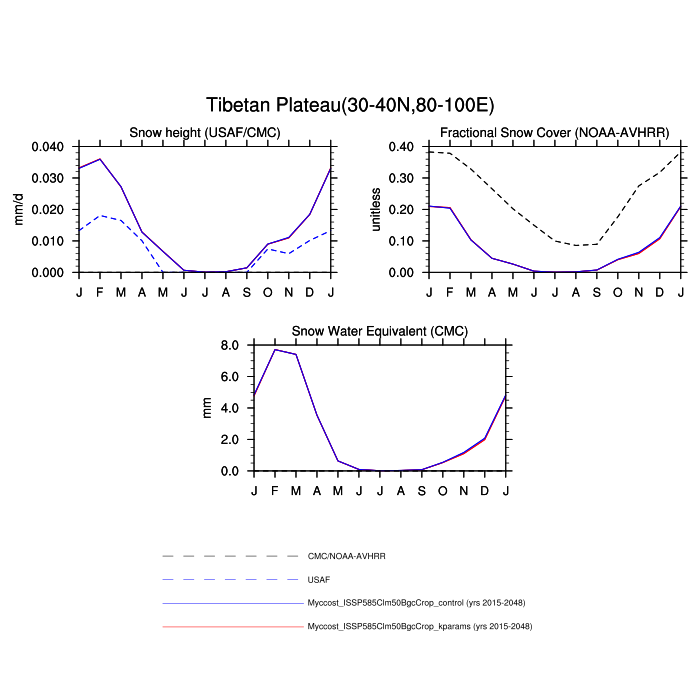 Tibetan Plateau(30-40N,80-100E)
Snow height (USAF/CMC)
0.040
0.030
0.020
0.010
0.000
mm/d
J F M A M J J A S O N D J
Fractional Snow Cover (NOAA-AVHRR)
0.40
0.30
0.20
0.10
0.00
unitless
J F M A M J J A S O N D J
Snow Water Equivalent (CMC)
8.0
6.0
4.0
2.0
0.0
mm
J F M A M J J A S O N D J
CMC/NOAA-AVHRR
USAF
Myccost_ISSP585Clm50BgcCrop_control (yrs 2015-2048)
Myccost_ISSP585Clm50BgcCrop_kparams (yrs 2015-2048)